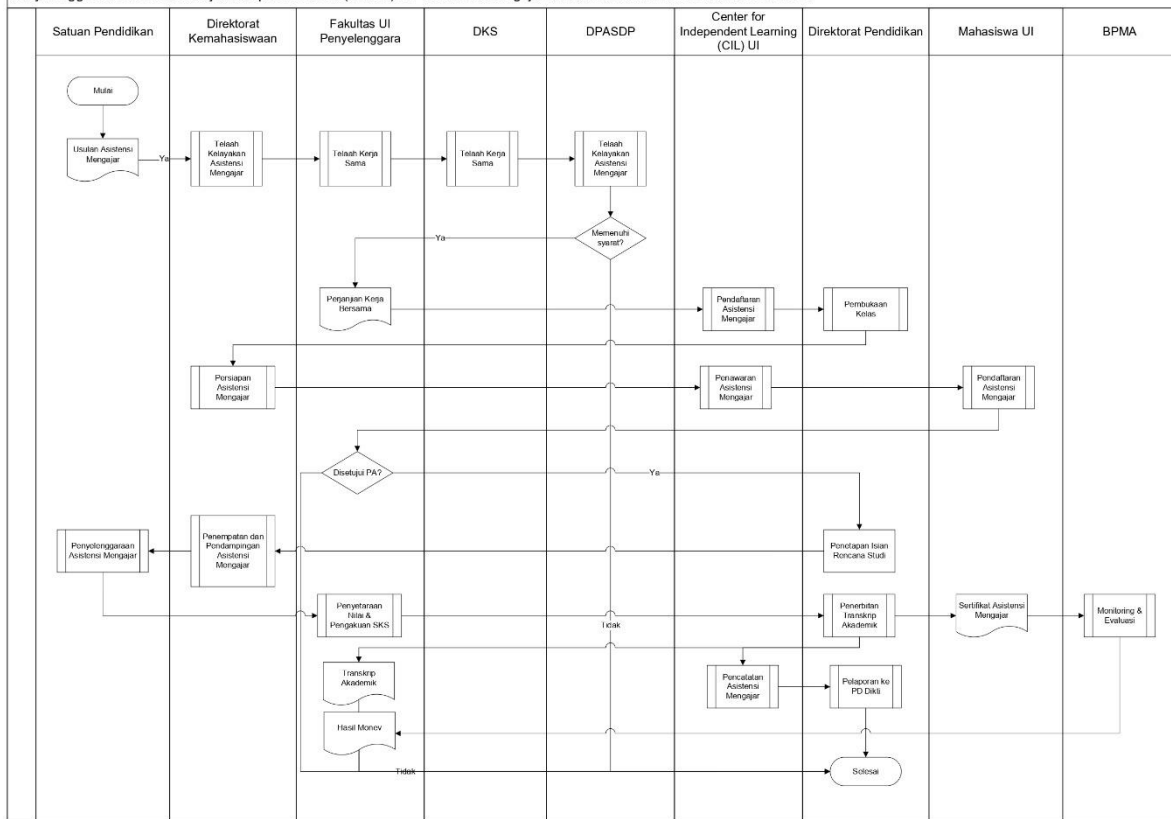 Satuan Pendidikan
Direktorat
Kemahasiswaan
Fakultas UI
Penyelenggara
DKS
DPASDP
Center for
Independent Learning
(CIL) UI
Direktorat Pendidikan
Mahasiswa UI
BPMA
Mulai
Usulan Asistensi
Mengajar
Ya
Telaah
Kelayakan
Asistensi
Mengajar
Telaah Kerja
Sama
Telaah Kerja
Sama
Telaah
Kelayakan
Asistensi
Mengajar
Memenuhi
syarat?
Ya
Perjanjian Kerja
Bersama
Pendaftaran
Asistensi
Mengajar
Pembukaan
Kelas
Persiapan
Asistensi
Mengajar
Penawaran
Asistensi
Mengajar
Pendaftaran
Asistensi
Mengajar
Disetujui PA?
Ya
Penyelenggaraan
Asistensi Mengajar
Penempatan dan
Pendampingan
Asistensi
Mengajar
Penetapan Isian
Rencana Studi
Penyetaraan
Nilai &
Pengakuan SKS
Tidak
Penerbitan
Transkrip
Akademik
Sertifikat Asistensi
Mengajar
Monitoring &
Evaluasi
Transkrip
Akademik
Pencatatan
Asistensi
Mengajar
Pelaporan ke
PD Dikti
Hasil Monev
Tidak
Selesai